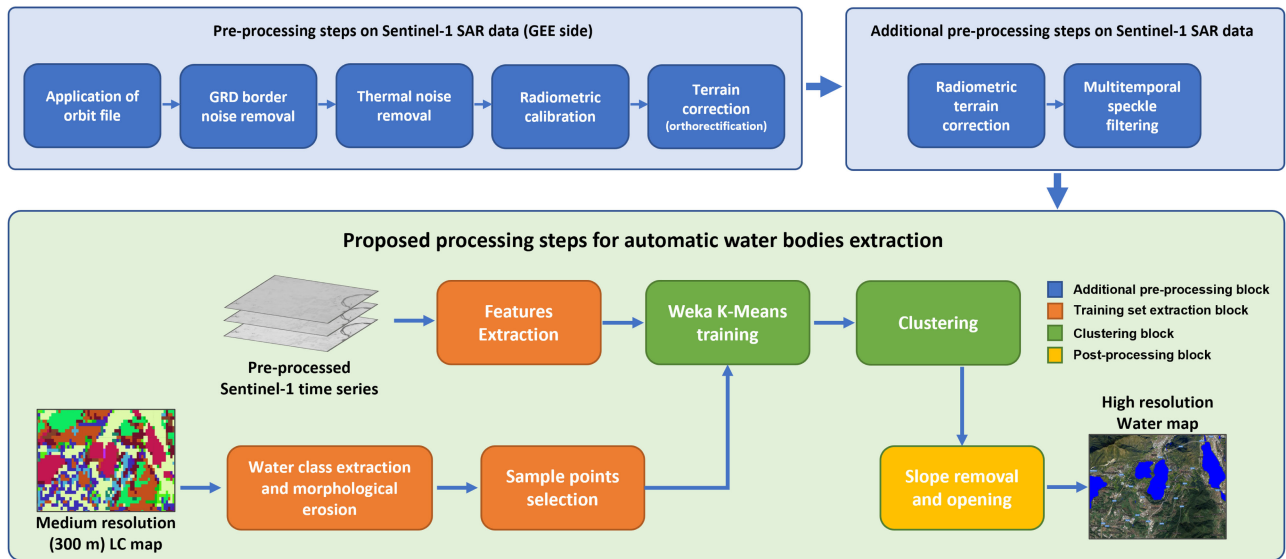 Pre-processing steps on Sentinel-1 SAR data (GEE side)
Application of
orbit file
GRD border
noise removal
Thermal noise
removal
Radiometric
calibration
Terrain
correction
(orthorectification)
Additional pre-processing steps on Sentinel-1 SAR data
Radiometric
terrain
correction
Multitemporal
speckle
filtering
Proposed processing steps for automatic water bodies extraction
Pre-processed
Sentinel-1 time series
Features
Extraction
Weka K-Means
training
Clustering
Additional pre-processing block
Training set extraction block
Clustering block
Post-processing block
Medium resolution
(300 m) LC map
Water class extraction
and morphological
erosion
Sample points
selection
Slope removal
and opening
High resolution
Water map